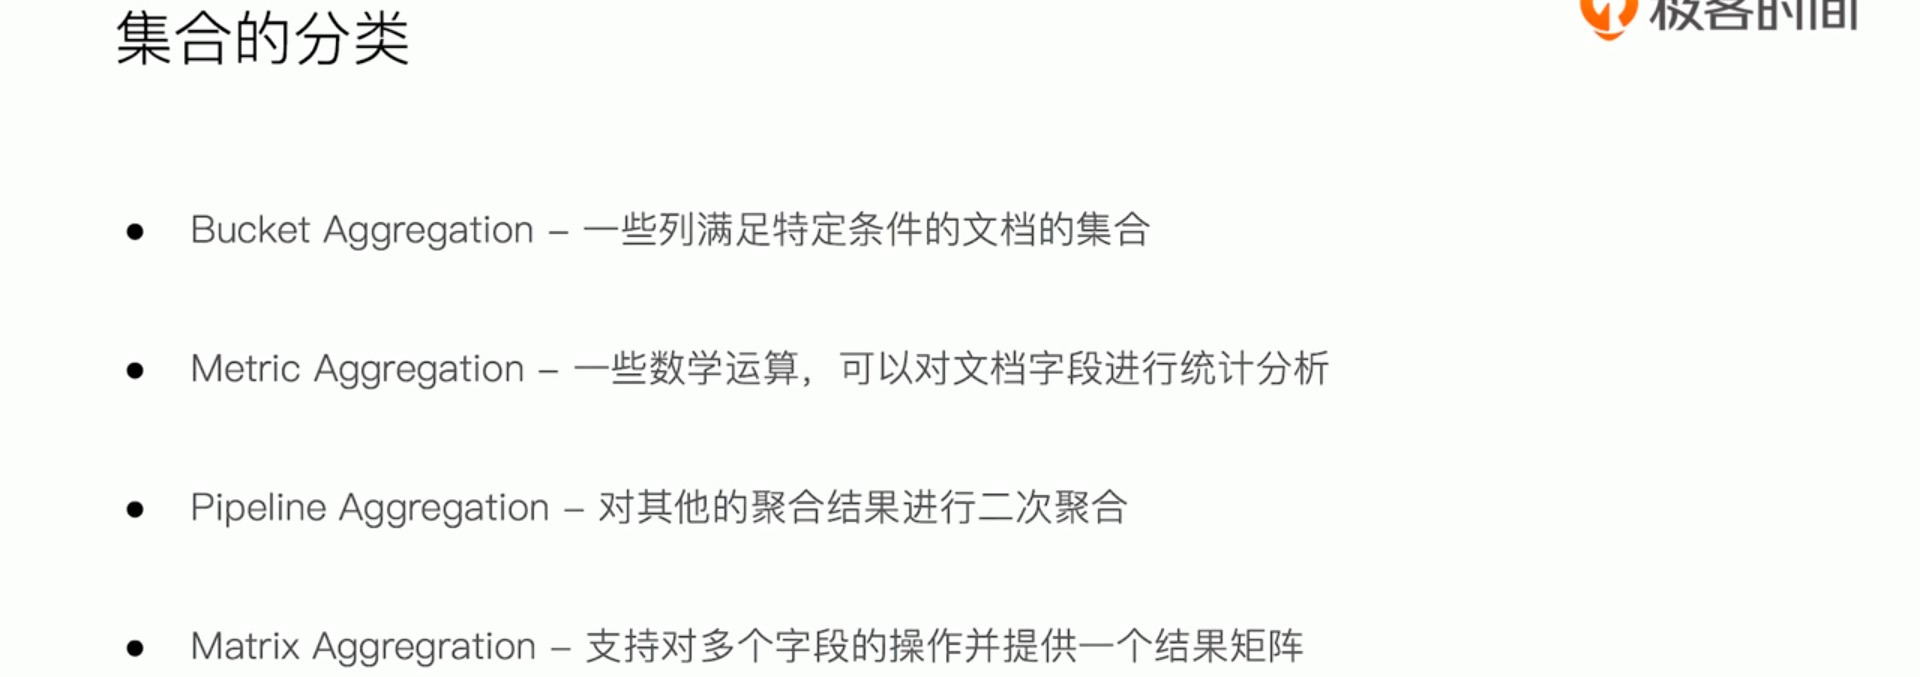 集合的分类
极客时间
● Bucket Aggregation – 一些列满足特定条件的文档的集合
● Metric Aggregation – 一些数学运算，可以对文档字段进行统计分析
● Pipeline Aggregation – 对其他的聚合结果进行二次聚合
● Matrix Aggregration – 支持对多个字段的操作并提供一个结果矩阵